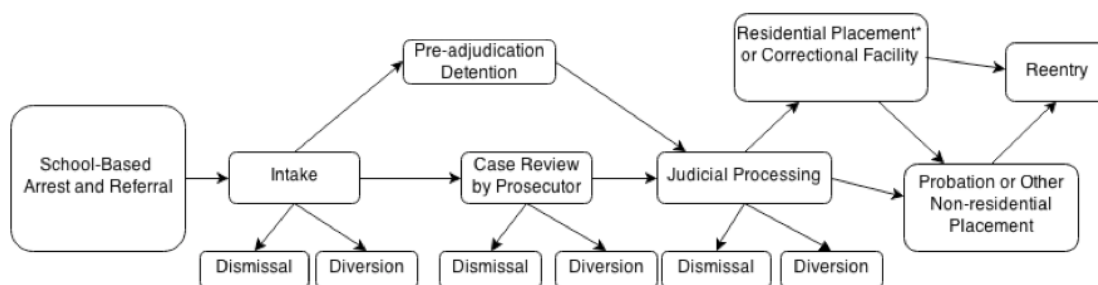 School-Based
Arrest and Referral
Intake
Dismissal
Diversion
Pre-adjudication
Detention
Case Review
by Prosecutor
Dismissal
Diversion
Judicial Processing
Dismissal
Diversion
Residential Placement*
or Correctional Facility
Probation or Other
Non-residential
Placement
Reentry